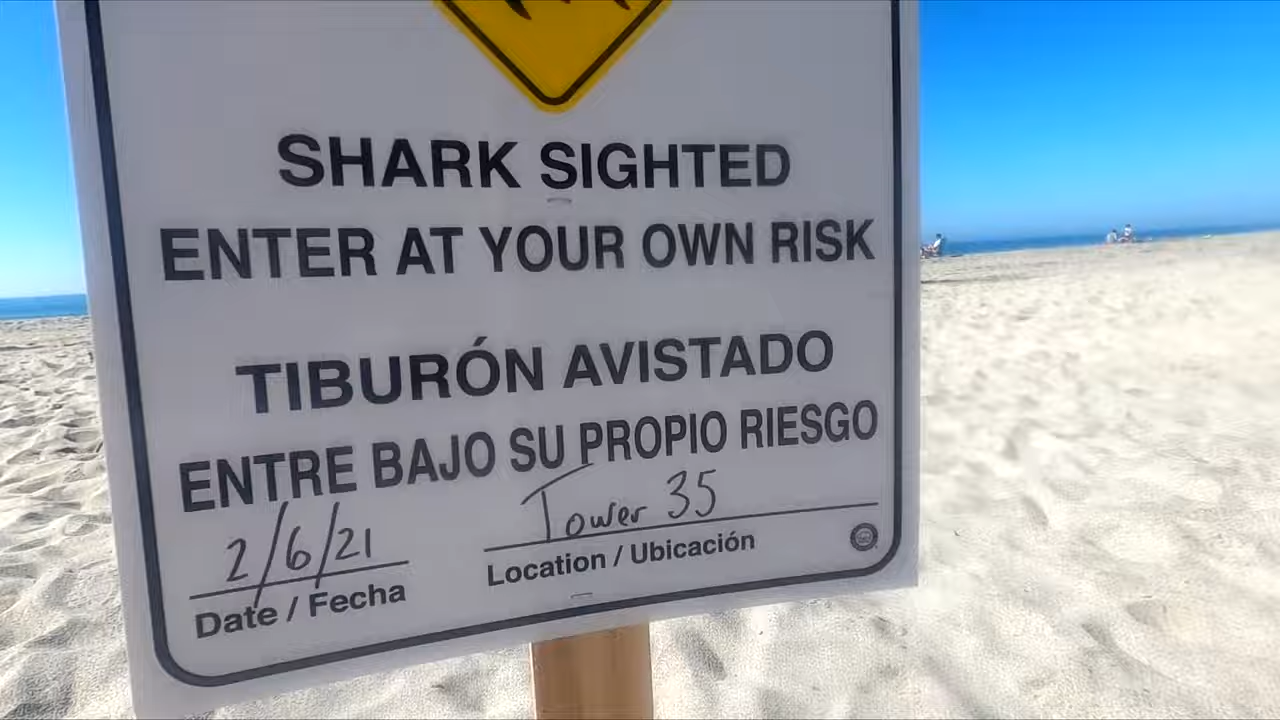 SHARK SIGHTED
ENTER AT YOUR OWN RISK
TIBURÓN AVISTADO
ENTRE BAJO SU PROPIO RIESGO
2/6/21 Tower 35
Date / Fecha Location / Ubicación